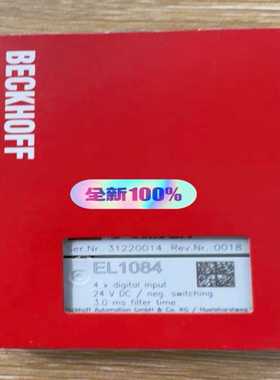 BECKHOFF
全新100%
Ser.Nr. 31220014 Rev.Nr. 0018
EL1084
4 x digital input
24 V DC / neg. switching
3.0 ms filter time
Beckhoff Automation GmbH & Co. KG / Huelshorstweg